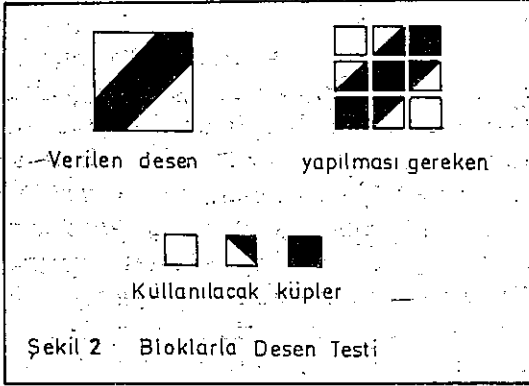 Verilen desen
yapılması gereken
Kullanılacak küpler
Şekil 2 Bloklarla Desen Testi